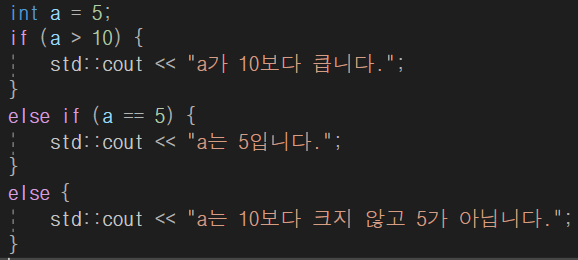 int a = 5;
if (a > 10) {
    std::cout << "a가 10보다 큽니다.";
}
else if (a == 5) {
    std::cout << "a는 5입니다.";
}
else {
    std::cout << "a는 10보다 크지 않고 5가 아닙니다.";
}